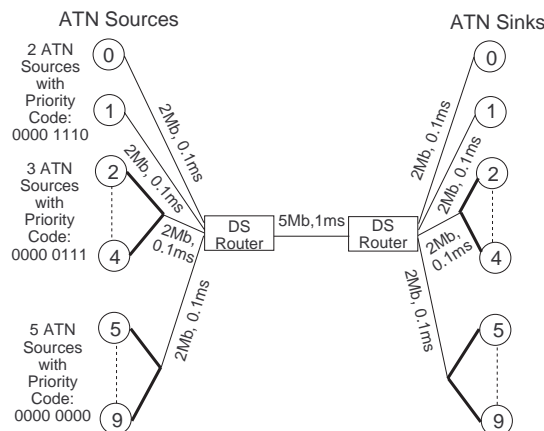 ATN Sources
ATN Sinks
2 ATN
Sources
with
Priority
Code:
0000 1110
3 ATN
Sources
with
Priority
Code:
0000 0111
5 ATN
Sources
with
Priority
Code:
0000 0000
0
1
2
4
5
9
2Mb, 0.1ms
2Mb, 0.1ms
2Mb,
0.1ms
2Mb, 0.1ms
DS
Router
5Mb,1ms
DS
Router
2Mb, 0.1ms
2Mb, 0.1ms
2Mb,
0.1ms
2Mb, 0.1ms
0
1
2
4
5
9